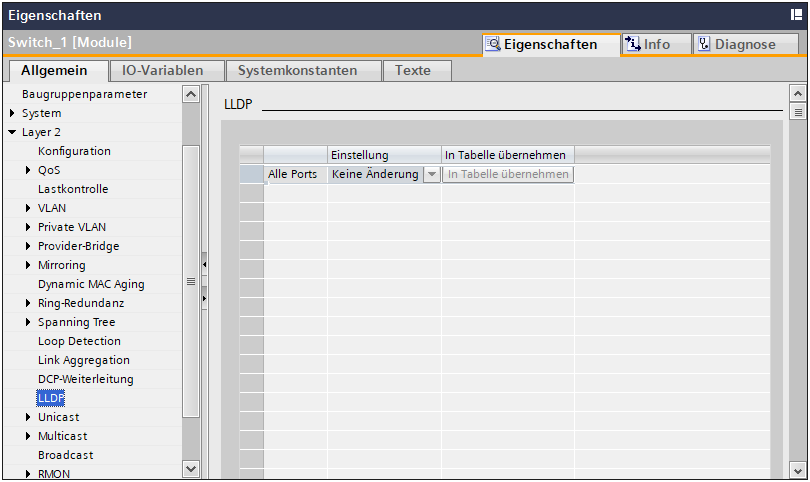 Eigenschaften
Switch_1 [Module]
Eigenschaften
Info
Diagnose
Allgemein
IO-Variablen
Systemkonstanten
Texte
Baugruppenparameter
System
Layer 2
Konfiguration
QoS
Lastkontrolle
VLAN
Private VLAN
Provider-Bridge
Mirroring
Dynamic MAC Aging
Ring-Redundanz
Spanning Tree
Loop Detection
Link Aggregation
DCP-Weiterleitung
LLDP
Unicast
Multicast
Broadcast
RMON
LLDP
Einstellung In Tabelle übernehmen
Alle Ports Keine Änderung In Tabelle übernehmen